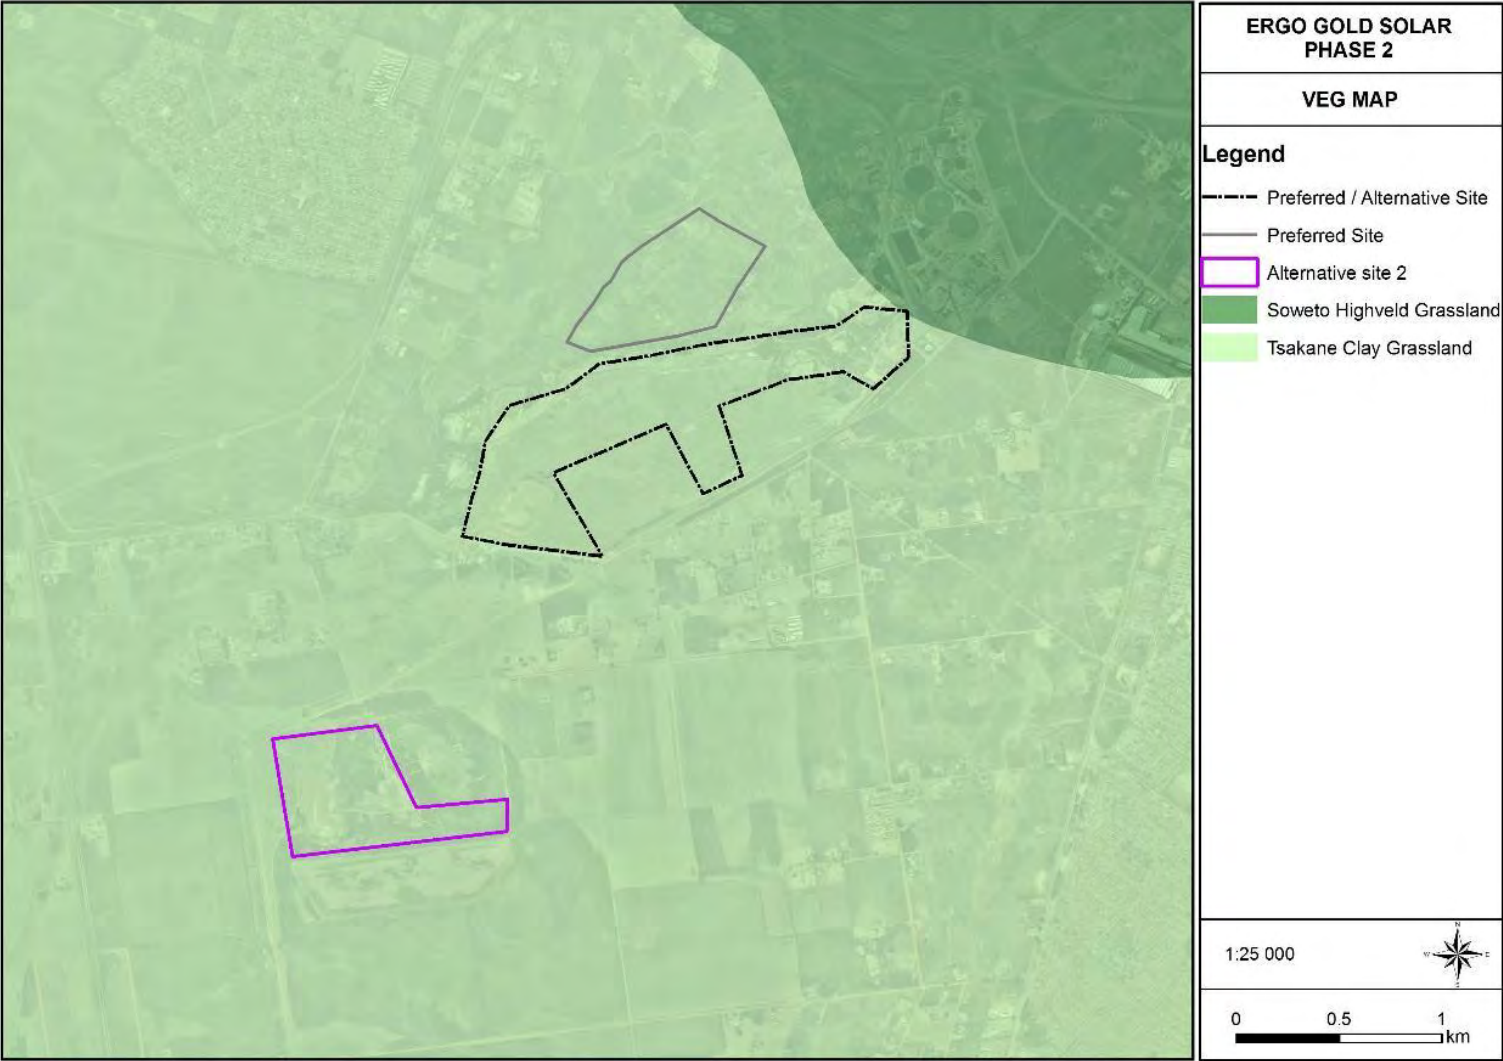 ERGO GOLD SOLAR
PHASE 2
VEG MAP
Legend
Preferred / Alternative Site
Preferred Site
Alternative site 2
Soweto Highveld Grassland
Tsakane Clay Grassland
1:25 000
N
W
E
S
0 0.5 1
km